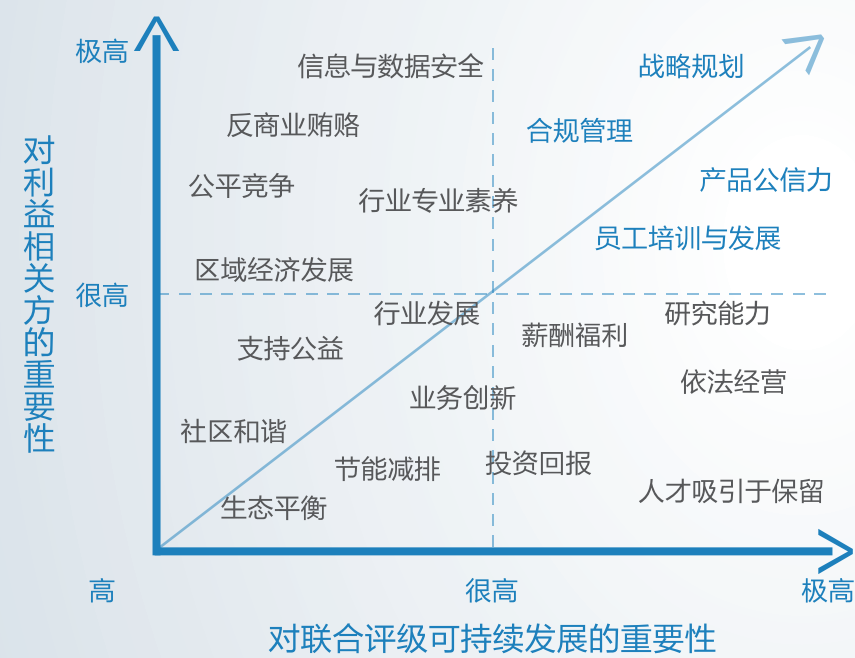 极高
信息与数据安全
战略规划
反商业贿赂
合规管理
公平竞争
行业专业素养
产品公信力
员工培训与发展
区域经济发展
很高
对利益相关方的重要性
行业发展
研究能力
薪酬福利
支持公益
依法经营
业务创新
社区和谐
节能减排
投资回报
人才吸引于保留
生态平衡
高
很高
极高
对联合评级可持续发展的重要性